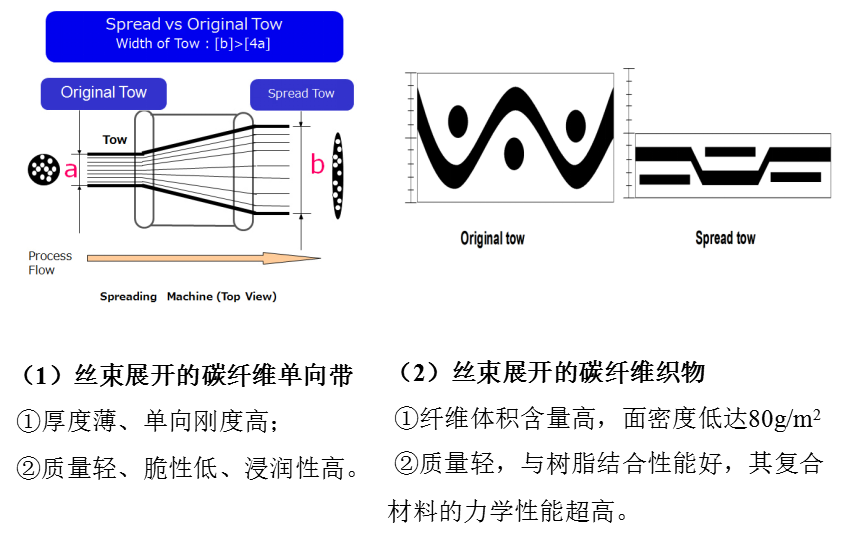 Spread vs Original Tow
Width of Tow : [b]>[4a]
Original Tow
Spread Tow
Tow
a
b
Process
Flow
Spreading Machine (Top View)
Original tow
Spread tow
（1）丝束展开的碳纤维单向带
①厚度薄、单向刚度高；
②质量轻、脆性低、浸润性高。
（2）丝束展开的碳纤维织物
①纤维体积含量高，面密度低达80g/m²
②质量轻，与树脂结合性能好，其复合
材料的力学性能超高。